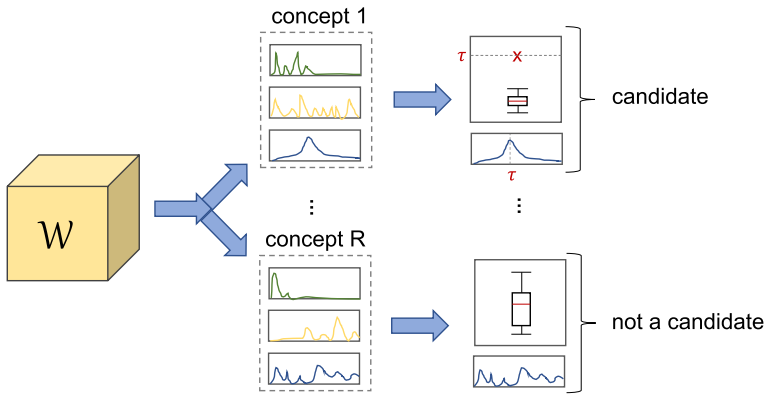 concept 1
τ
x
candidate
τ
W
...
...
concept R
not a candidate